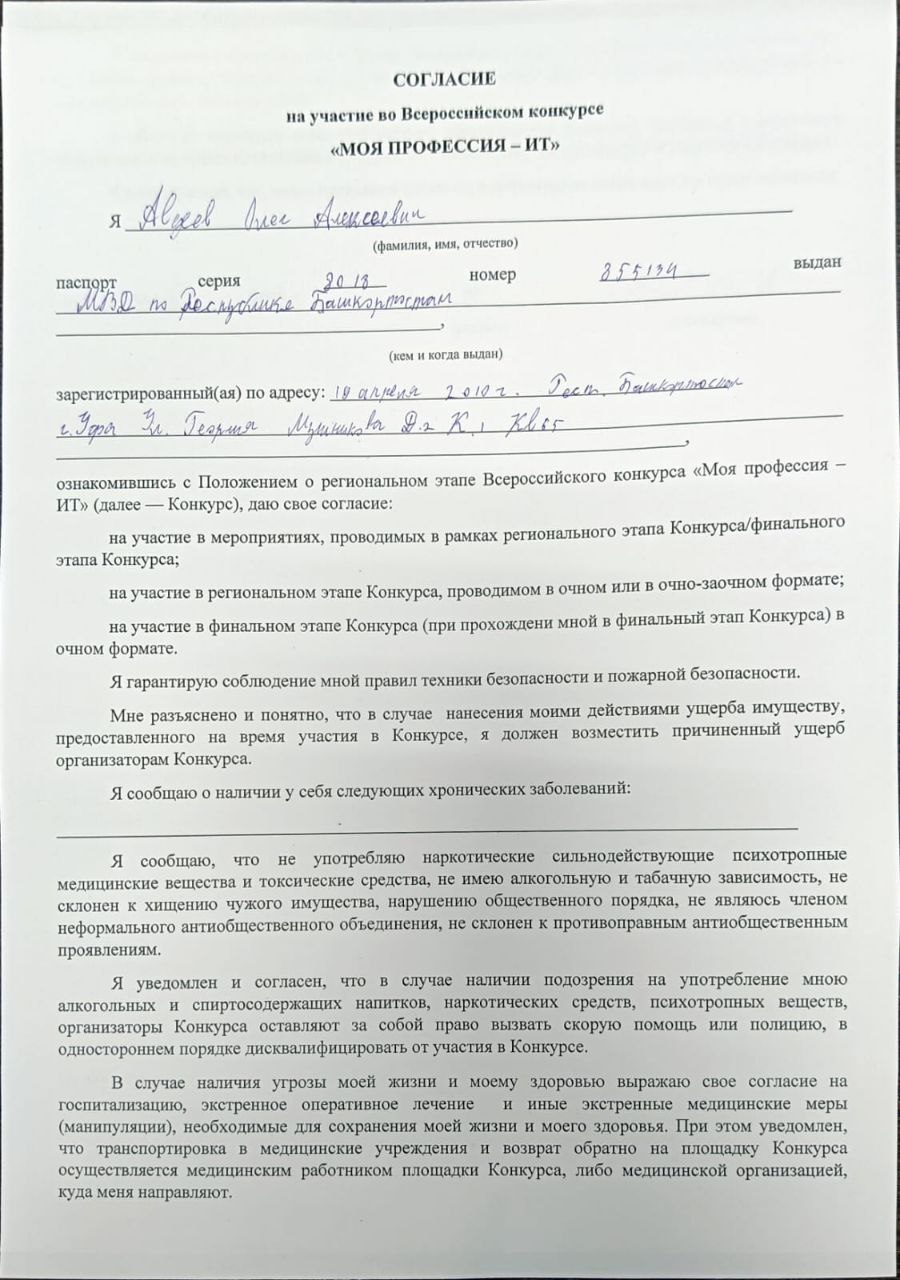 СОГЛАСИЕ
на участие во Всероссийском конкурсе
«МОЯ ПРОФЕССИЯ – ИТ»
Я Авдеев Олег Алексеевич
(фамилия, имя, отчество)
паспорт серия 8018 номер 855134 выдан
МВД по Республике Башкортостан
(кем и когда выдан)
зарегистрированный(ая) по адресу: 19 апреля 2010 г. Башкортостан
г. Уфа Ул. Георгия Д.2 К.1 Кв 65
ознакомившись с Положением о региональном этапе Всероссийского конкурса «Моя профессия –
ИТ» (далее — Конкурс), даю свое согласие:
на участие в мероприятиях, проводимых в рамках регионального этапа Конкурса/финального
этапа Конкурса;
на участие в региональном этапе Конкурса, проводимом в очном или в очно-заочном формате;
на участие в финальном этапе Конкурса (при прохождени мной в финальный этап Конкурса) в
очном формате.
Я гарантирую соблюдение мной правил техники безопасности и пожарной безопасности.
Мне разъяснено и понятно, что в случае нанесения моими действиями ущерба имуществу,
предоставленного на время участия в Конкурсе, я должен возместить причиненный ущерб
организаторам Конкурса.
Я сообщаю о наличии у себя следующих хронических заболеваний:
Я сообщаю, что не употребляю наркотические сильнодействующие психотропные
медицинские вещества и токсические средства, не имею алкогольную и табачную зависимость, не
склонен к хищению чужого имущества, нарушению общественного порядка, не являюсь членом
неформального антиобщественного объединения, не склонен к противоправным антиобщественным
проявлениям.
Я уведомлен и согласен, что в случае наличии подозрения на употребление мною
алкогольных и спиртосодержащих напитков, наркотических средств, психотропных веществ,
организаторы Конкурса оставляют за собой право вызвать скорую помощь или полицию, в
одностороннем порядке дисквалифицировать от участия в Конкурсе.
В случае наличия угрозы моей жизни и моему здоровью выражаю свое согласие на
госпитализацию, экстренное оперативное лечение и иные экстренные медицинские меры
(манипуляции), необходимые для сохранения моей жизни и моего здоровья. При этом уведомлен,
что транспортировка в медицинские учреждения и возврат обратно на площадку Конкурса
осуществляется медицинским работником площадки Конкурса, либо медицинской организацией,
куда меня направляют.